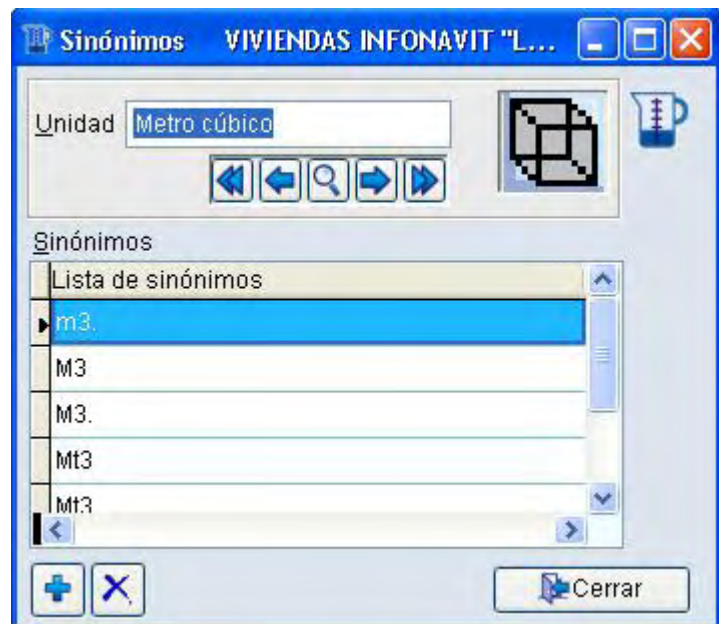 Sinónimos VIVIENDAS INFONAVIT "L...
Unidad Metro cúbico
Sinónimos
Lista de sinónimos
m3.
M3
M3.
Mt3
Mt3
Cerrar